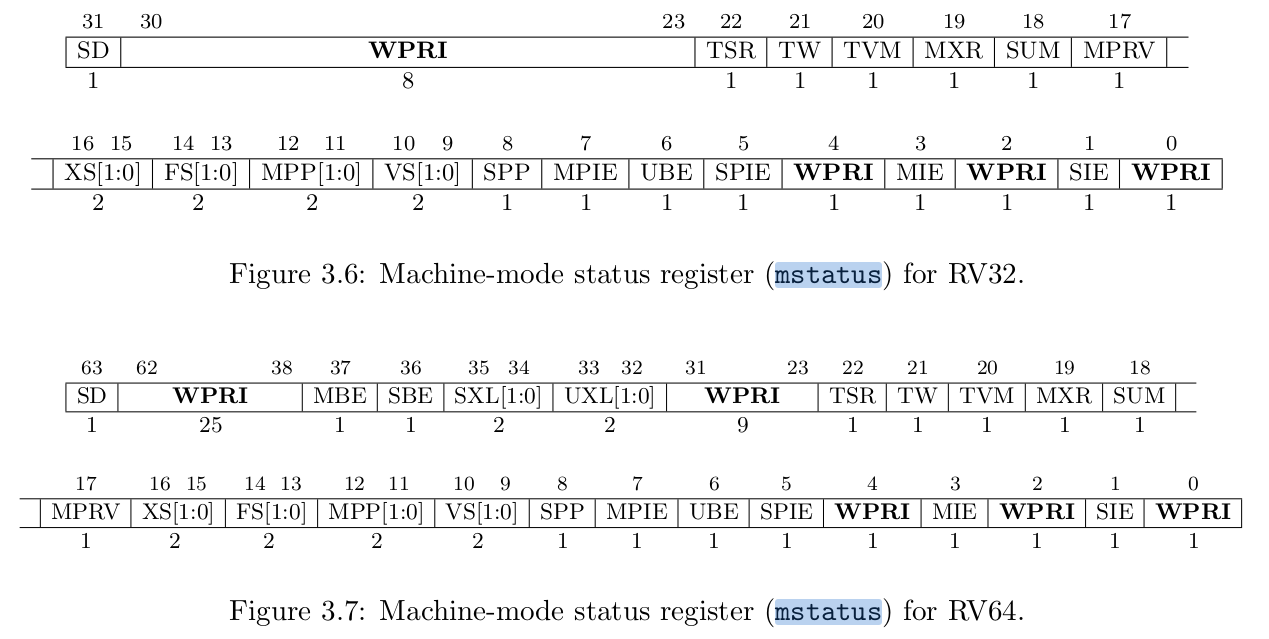 31 30 23 22 21 20 19 18 17
SD WPRI TSR TW TVM MXR SUM MPRV
1 8 1 1 1 1 1 1
16 15 14 13 12 11 10 9 8 7 6 5 4 3 2 1 0
XS[1:0] FS[1:0] MPP[1:0] VS[1:0] SPP MPIE UBE SPIE WPRI MIE WPRI SIE WPRI
2 2 2 2 1 1 1 1 1 1 1 1 1
Figure 3.6: Machine-mode status register (mstatus) for RV32.
63 62 38 37 36 35 34 33 32 31 23 22 21 20 19 18
SD WPRI MBE SBE SXL[1:0] UXL[1:0] WPRI TSR TW TVM MXR SUM
1 25 1 1 2 2 9 1 1 1 1 1
17 16 15 14 13 12 11 10 9 8 7 6 5 4 3 2 1 0
MPRV XS[1:0] FS[1:0] MPP[1:0] VS[1:0] SPP MPIE UBE SPIE WPRI MIE WPRI SIE WPRI
1 2 2 2 2 1 1 1 1 1 1 1 1 1
Figure 3.7: Machine-mode status register (mstatus) for RV64.